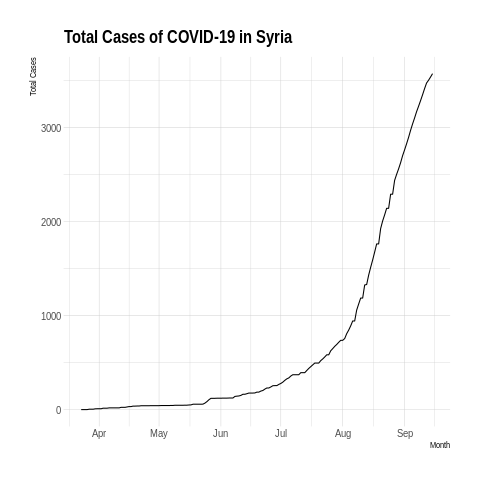 Total Cases of COVID-19 in Syria
Total Cases
3000
2000
1000
0
Apr May Jun Jul Aug Sep
Month